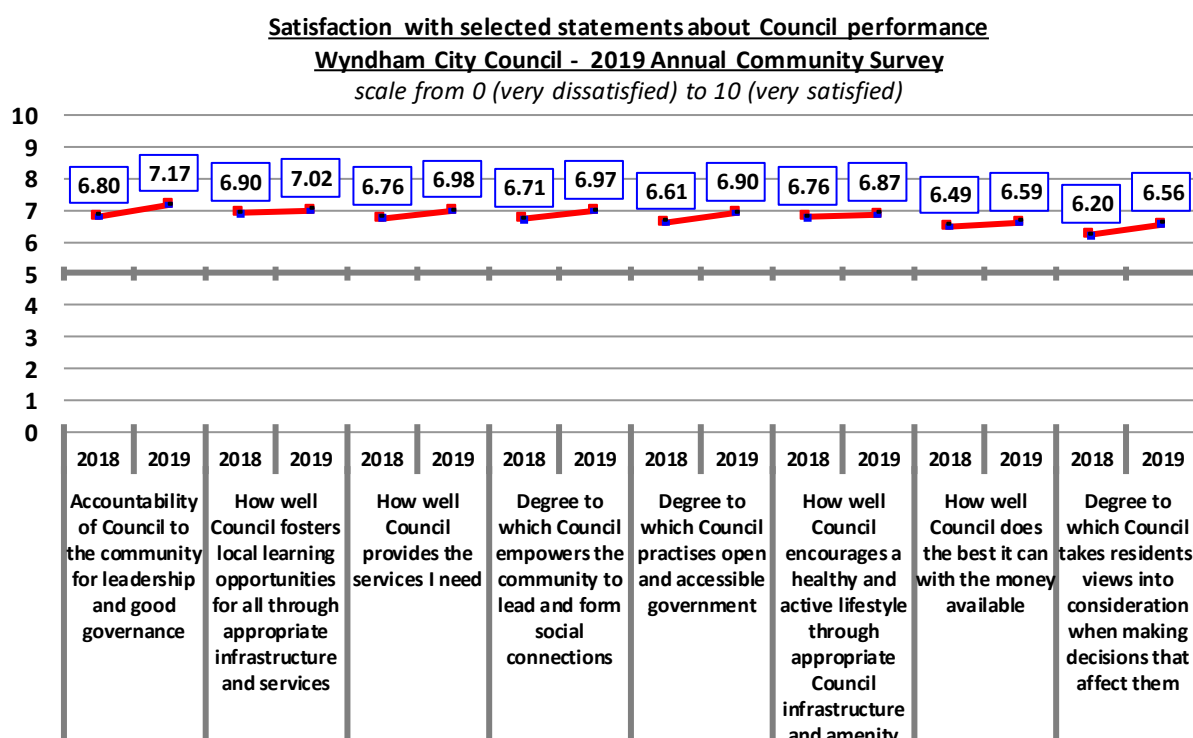 Satisfaction with selected statements about Council performance
Wyndham City Council - 2019 Annual Community Survey
scale from 0 (very dissatisfied) to 10 (very satisfied)
10
9
8
7
6
5
4
3
2
1
0
6.80
7.17
6.90
7.02
6.76
6.98
6.71
6.97
6.61
6.90
6.76
6.87
6.49
6.59
6.20
6.56
2018
2019
2018
2019
2018
2019
2018
2019
2018
2019
2018
2019
2018
2019
2018
2019
Accountability
of Council to
the community
for leadership
and good
governance
How well
Council fosters
local learning
opportunities
for all through
appropriate
infrastructure
and services
How well
Council
provides the
services I need
Degree to
which Council
empowers the
community to
lead and form
social
connections
Degree to
which Council
practises open
and accessible
government
How well
Council
encourages a
healthy and
active lifestyle
through
appropriate
Council
infrastructure
and amenity
How well
Council does
the best it can
with the money
available
Degree to
which Council
takes residents
views into
consideration
when making
decisions that
affect them